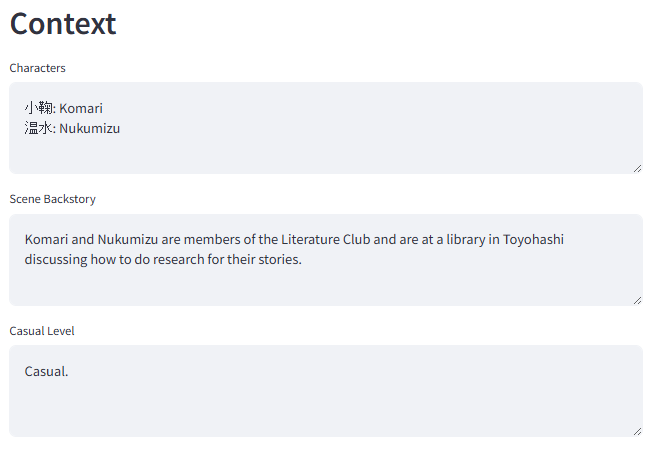 Context
Characters
小鞠: Komari
温水: Nukumizu
Scene Backstory
Komari and Nukumizu are members of the Literature Club and are at a library in Toyohashi
discussing how to do research for their stories.
Casual Level
Casual.